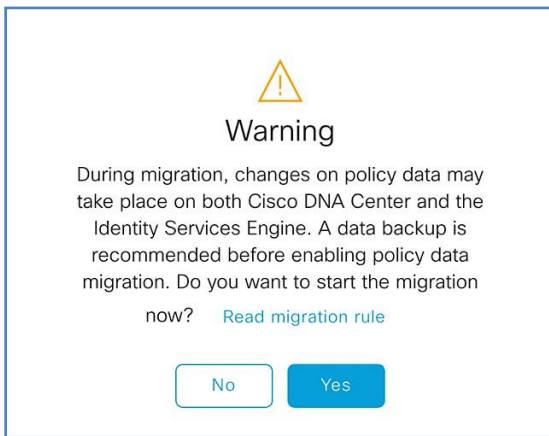 Warning
During migration, changes on policy data may
take place on both Cisco DNA Center and the
Identity Services Engine. A data backup is
recommended before enabling policy data
migration. Do you want to start the migration
now? Read migration rule
No Yes